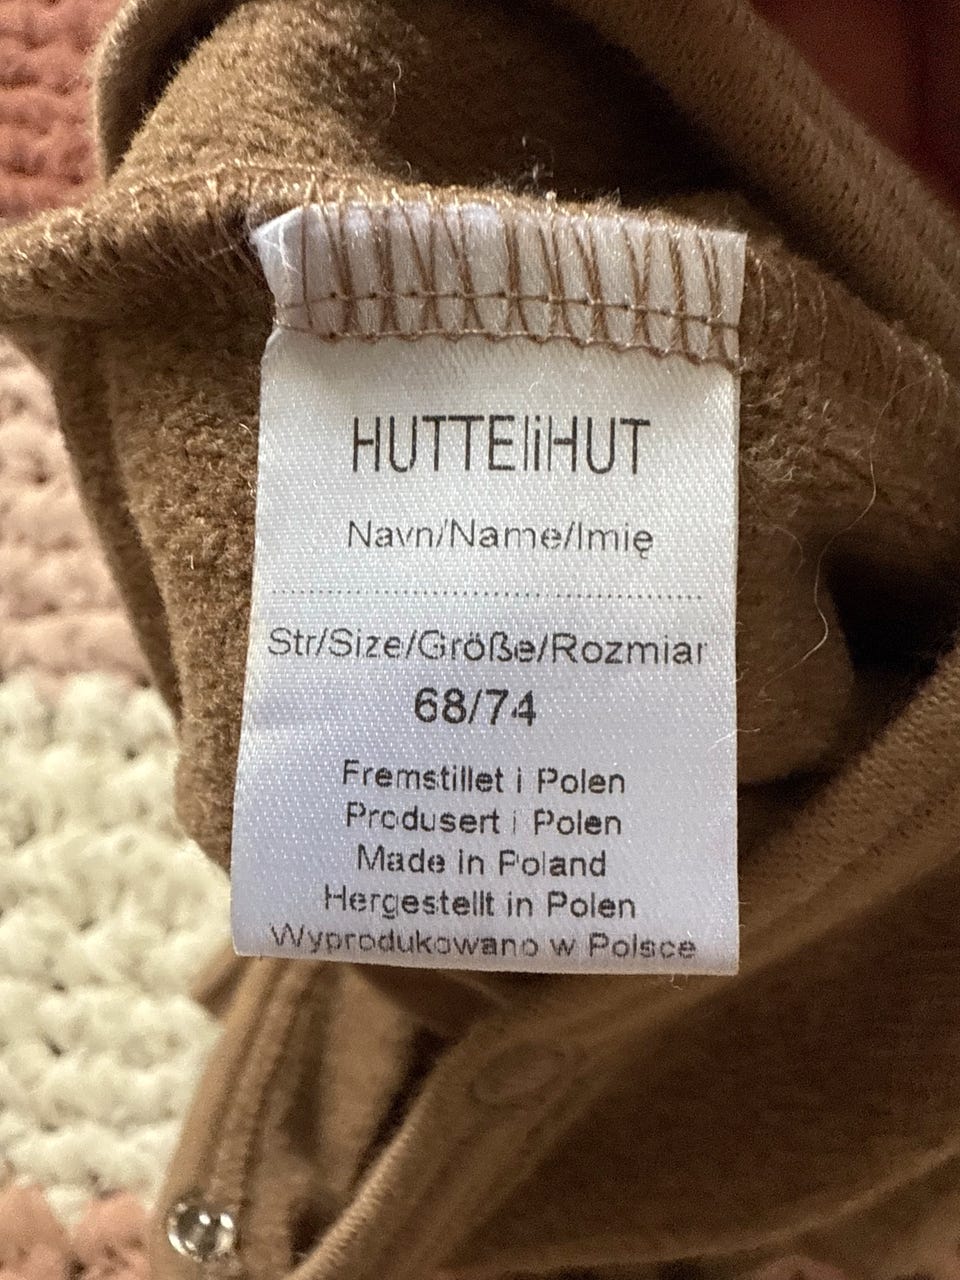 HUTTEliHUT
Navn/Name/Imię
Str/Size/Größe/Rozmiar
68/74
Fremstillet i Polen
Produsert i Polen
Made in Poland
Hergestellt in Polen
Wyprodukowano w Polsce